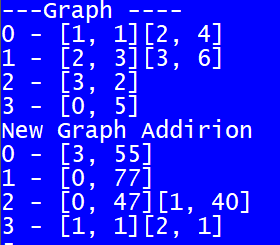 ---Graph ----
0 - [1, 1][2, 4]
1 - [2, 3][3, 6]
2 - [3, 2]
3 - [0, 5]
New Graph Addirion
0 - [3, 55]
1 - [0, 77]
2 - [0, 47][1, 40]
3 - [1, 1][2, 1]